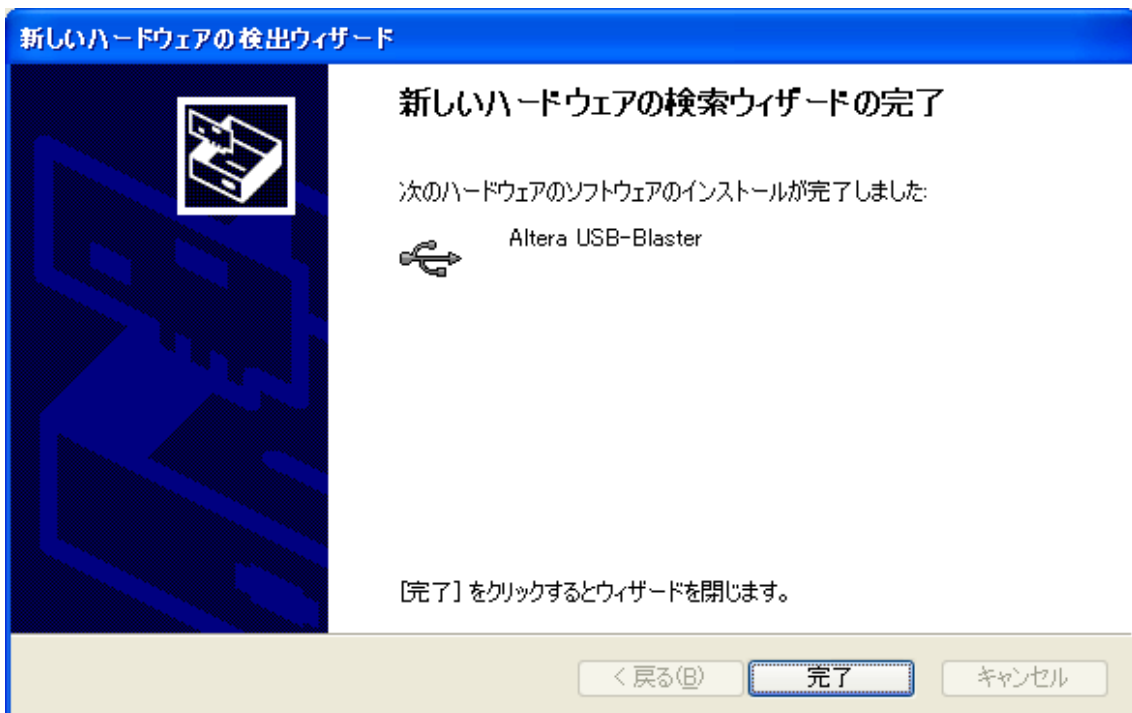 新しいハードウェアの検出ウィザード
新しいハードウェアの検索ウィザードの完了
次のハードウェアのソフトウェアのインストールが完了しました:
Altera USB-Blaster
[完了] をクリックするとウィザードを閉じます。
< 戻る(B) 完了 キャンセル